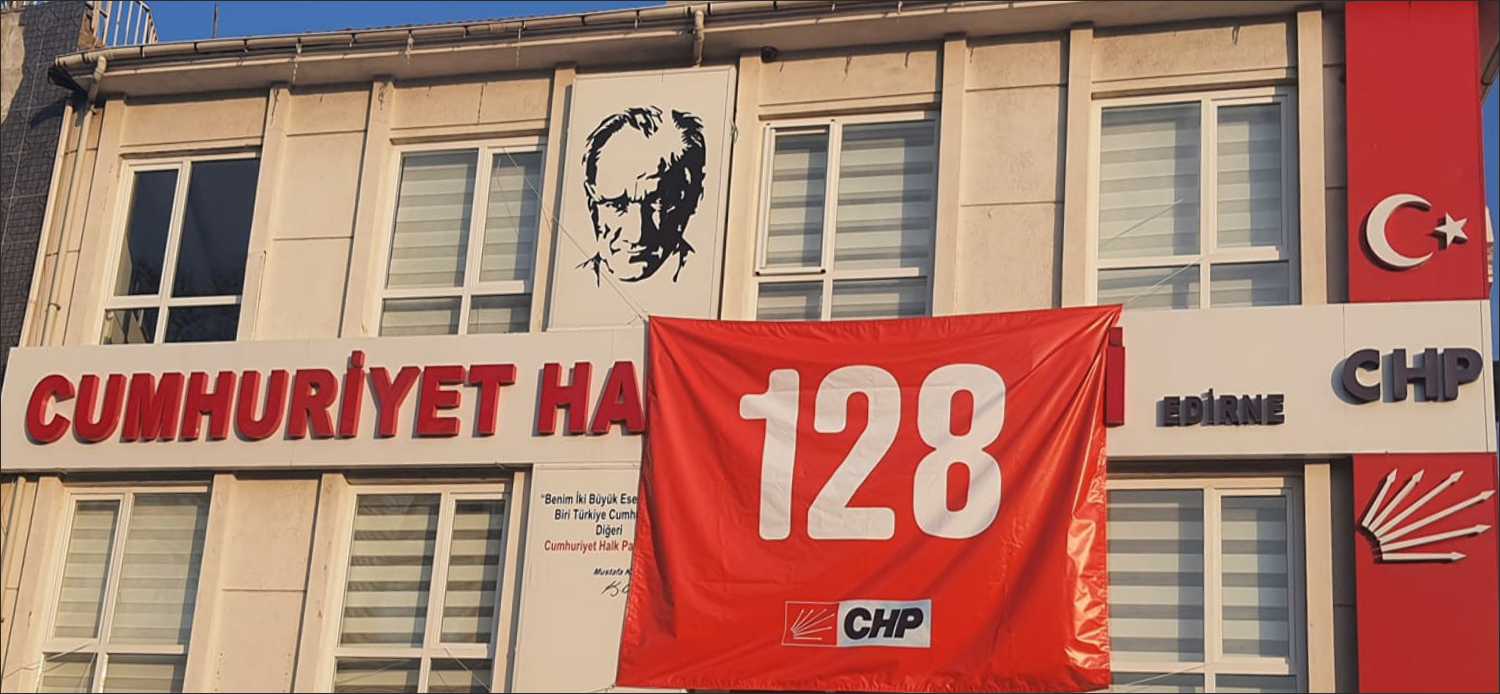 CUMHURİYET HA
EDİRNE
CHP
128
CHP
"Benim İki Büyük Ese
Biri Türkiye Cumh
Diğeri
Cumhuriyet Halk Pa
Mustafa K